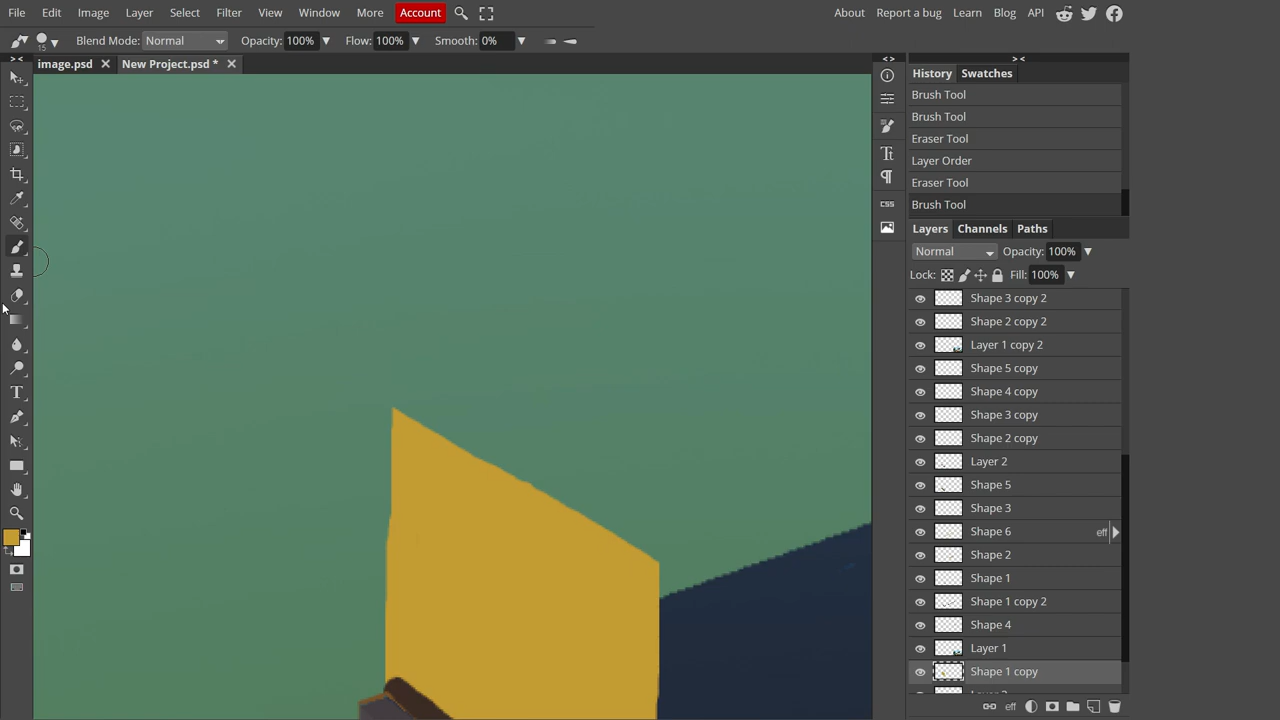 File Edit Image Layer Select Filter View Window More Account About Report a bug Learn Blog API
15 Blend Mode: Normal Opacity: 100% Flow: 100% Smooth: 0%
image.psd New Project.psd *
History Swatches
Brush Tool
Brush Tool
Eraser Tool
Layer Order
Eraser Tool
Brush Tool
Layers Channels Paths
Normal Opacity: 100%
Lock: Fill: 100%
Shape 3 copy 2
Shape 2 copy 2
Layer 1 copy 2
Shape 5 copy
Shape 4 copy
Shape 3 copy
Shape 2 copy
Layer 2
Shape 5
Shape 3
Shape 6 eff
Shape 2
Shape 1
Shape 1 copy 2
Shape 4
Layer 1
Shape 1 copy
eff
CSS